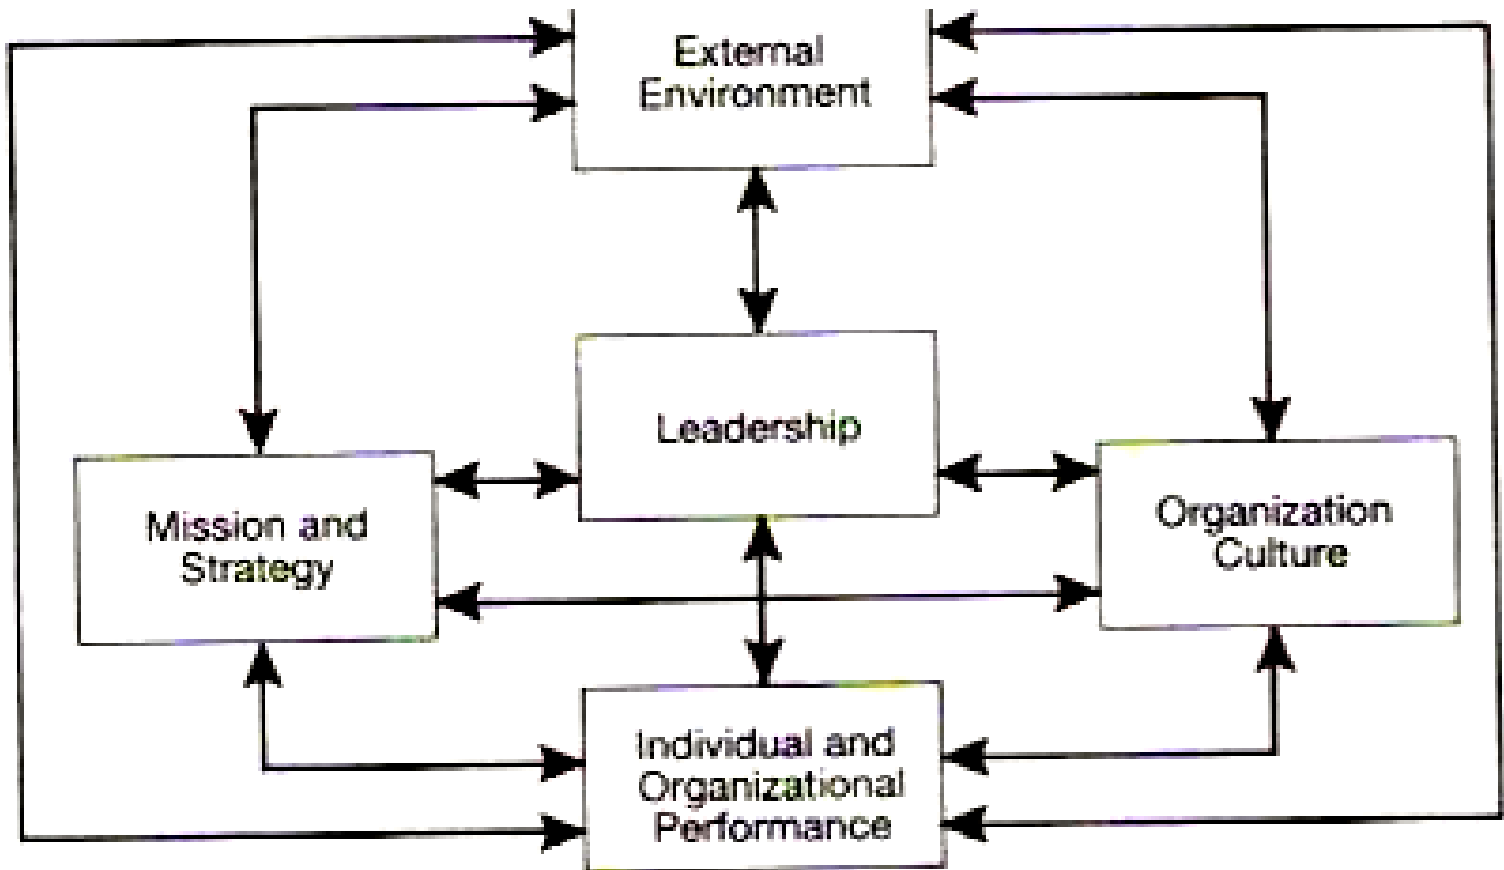 External
Environment
Leadership
Mission and
Strategy
Organization
Culture
Individual and
Organizational
Performance